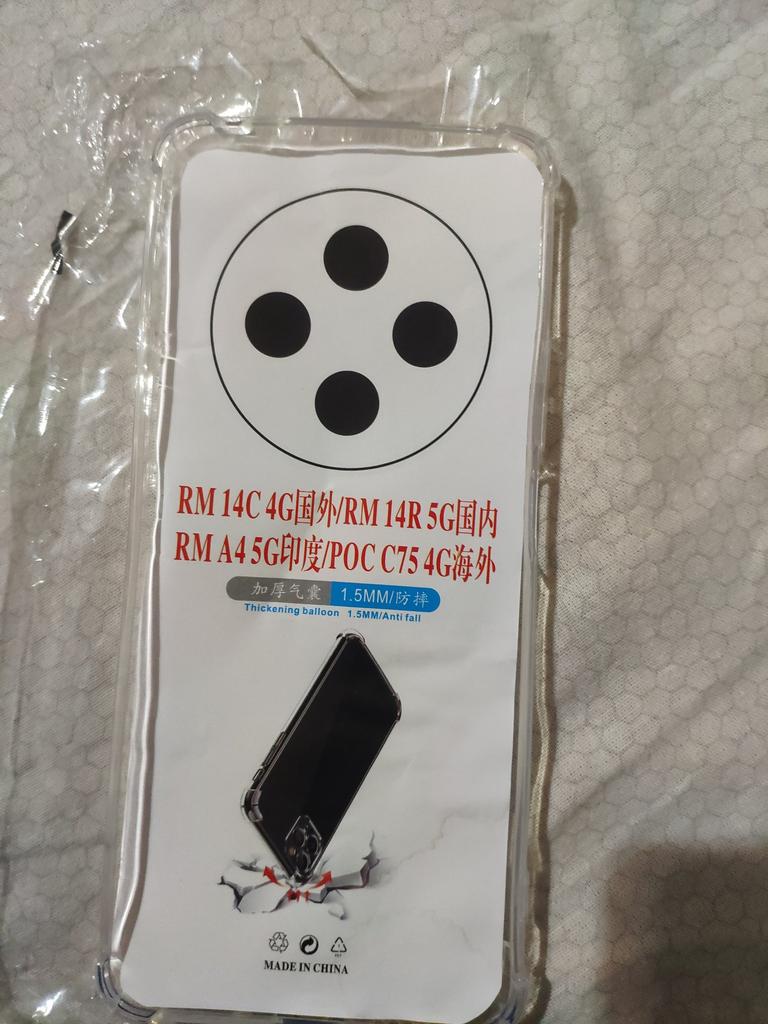 RM 14C 4G国外/RM 14R 5G国内
RM A4 5G印度/POC C75 4G海外
加厚气囊 1.5MM/防摔
Thickening balloon 1.5MM/Anti fall
MADE IN CHINA